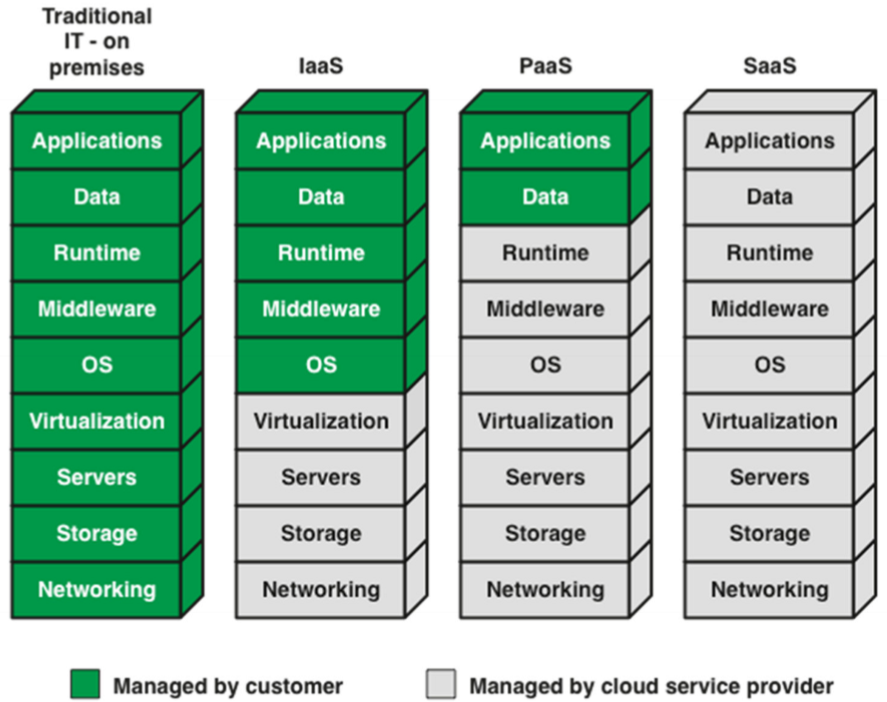 Traditional
IT - on
premises
IaaS
PaaS
SaaS
Applications
Data
Runtime
Middleware
OS
Virtualization
Servers
Storage
Networking
Applications
Data
Runtime
Middleware
OS
Virtualization
Servers
Storage
Networking
Applications
Data
Runtime
Middleware
OS
Virtualization
Servers
Storage
Networking
Applications
Data
Runtime
Middleware
OS
Virtualization
Servers
Storage
Networking
Managed by customer
Managed by cloud service provider